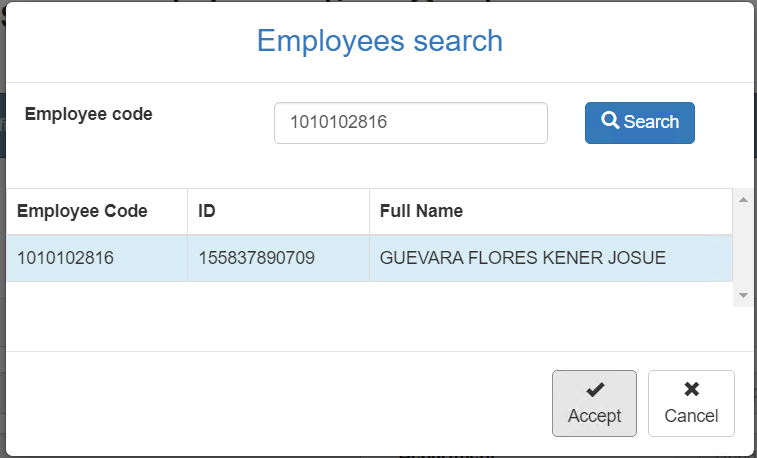 Employees search
Employee code 1010102816 Search
Employee Code ID Full Name
1010102816 155837890709 GUEVARA FLORES KENER JOSUE
Accept Cancel